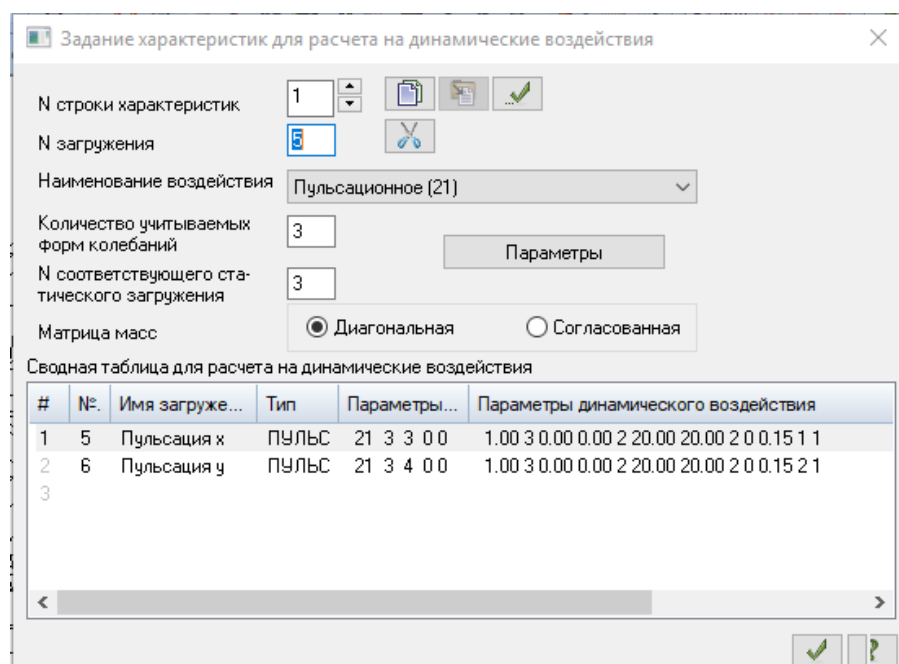 Задание характеристик для расчета на динамические воздействия
N строки характеристик 1
N загружения 5
Наименование воздействия Пульсационное (21)
Количество учитываемых
форм колебаний 3
Параметры
N соответствующего ста-
тического загружения 3
Матрица масс Диагональная Согласованная
Сводная таблица для расчета на динамические воздействия
# №. Имя загруже... Тип Параметры... Параметры динамического воздействия
1 5 Пульсация x ПУЛЬС 21 3 3 0 0 1.00 3 0.00 0.00 2 20.00 20.00 2 0 0.15 1 1
2 6 Пульсация y ПУЛЬС 21 3 4 0 0 1.00 3 0.00 0.00 2 20.00 20.00 2 0 0.15 2 1
3
?